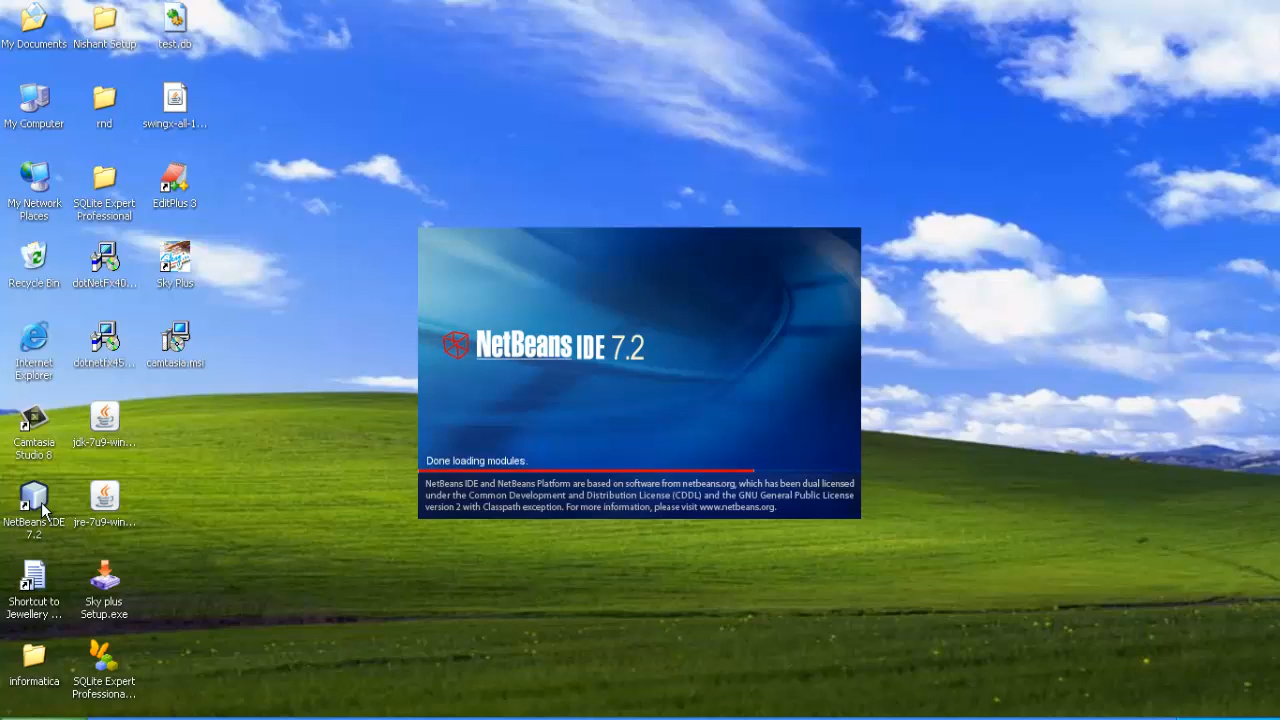 My Documents
Nishant Setup
test.db
My Computer
rnd
swingx-all-1...
My Network
Places
SQLite Expert
Professional
EditPlus 3
Recycle Bin
dotNetFx40...
Sky Plus
Internet
Explorer
dotnetfx45...
camtasia.msi
Camtasia
Studio 8
jdk-7u9-win...
NetBeans IDE
7.2
jre-7u9-win...
Shortcut to
Jewellery ...
Sky plus
Setup.exe
informatica
SQLite Expert
Professiona...
NetBeans IDE 7.2
Done loading modules.
NetBeans IDE and NetBeans Platform are based on software from netbeans.org, which has been dual licensed
under the Common Development and Distribution License (CDDL) and the GNU General Public License
version 2 with Classpath exception. For more information, please visit www.netbeans.org.